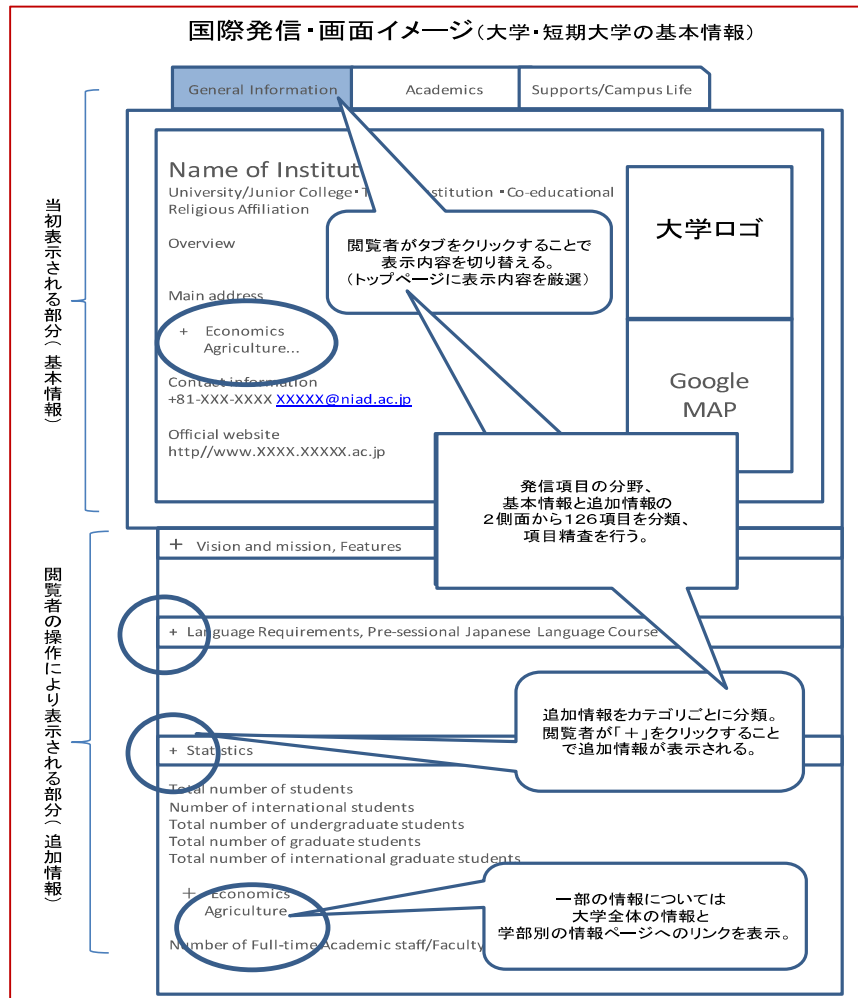 国際発信・画面イメージ(大学・短期大学の基本情報)
General Information
Academics
Supports/Campus Life
当初表示される部分(基本情報)
Name of Institut
University/Junior College・T stitution ・Co-educational
Religious Affiliation
Overview
Main address
+ Economics
Agriculture...
Contact information
+81-XXX-XXXX XXXXX@niad.ac.jp
Official website
http//www.XXXX.XXXXX.ac.jp
大学ロゴ
Google
MAP
閲覧者がタブをクリックすることで
表示内容を切り替える。
(トップページに表示内容を厳選)
発信項目の分野、
基本情報と追加情報の
2側面から126項目を分類、
項目精査を行う。
閲覧者の操作により表示される部分(追加情報)
+ Vision and mission, Features
+ Language Requirements, Pre-sessional Japanese Language Course
+ Statistics
追加情報をカテゴリごとに分類。
閲覧者が「+」をクリックすること
で追加情報が表示される。
Total number of students
Number of international students
Total number of undergraduate students
Total number of graduate students
Total number of international graduate students
+ Economics
Agriculture
Number of Full-time Academic staff/Faculty
一部の情報については
大学全体の情報と
学部別の情報ページへのリンクを表示。